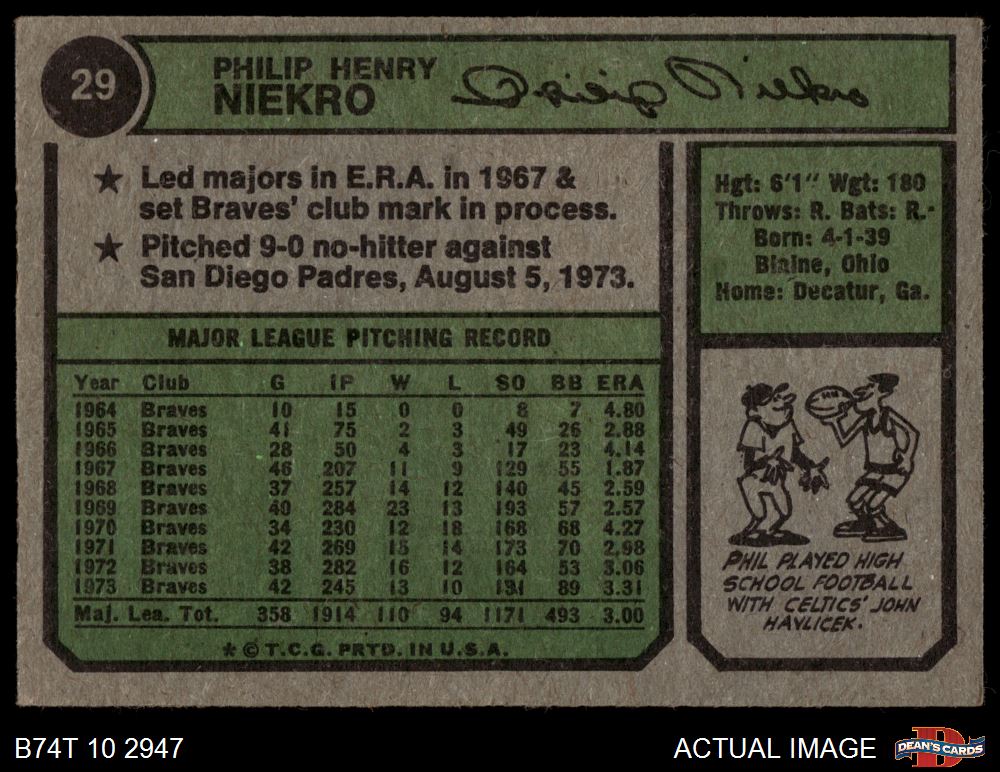 29
PHILIP HENRY
NIEKRO
Philip Niekro
★ Led majors in E.R.A. in 1967 &
set Braves' club mark in process.
★ Pitched 9-0 no-hitter against
San Diego Padres, August 5, 1973.
Hgt: 6'1" Wgt: 180
Throws: R. Bats: R.
Born: 4-1-39
Blaine, Ohio
Home: Decatur, Ga.
MAJOR LEAGUE PITCHING RECORD
Year Club G IP W L SO BB ERA
1964 Braves 10 15 0 0 8 7 4.80
1965 Braves 41 75 2 3 49 26 2.88
1966 Braves 28 50 4 3 17 23 4.14
1967 Braves 46 207 11 9 129 55 1.87
1968 Braves 37 257 14 12 140 45 2.59
1969 Braves 40 284 23 13 193 57 2.57
1970 Braves 34 230 12 18 168 68 4.27
1971 Braves 42 269 15 14 173 70 2.98
1972 Braves 38 282 16 12 164 53 3.06
1973 Braves 42 245 13 10 131 89 3.31
Maj. Lea. Tot. 358 1914 110 94 1171 493 3.00
★ © T.C.G. PRTD. IN U.S.A.
PHIL PLAYED HIGH
SCHOOL FOOTBALL
WITH CELTICS' JOHN
HAVLICEK.
B74T 10 2947
ACTUAL IMAGE
DEAN'S CARDS